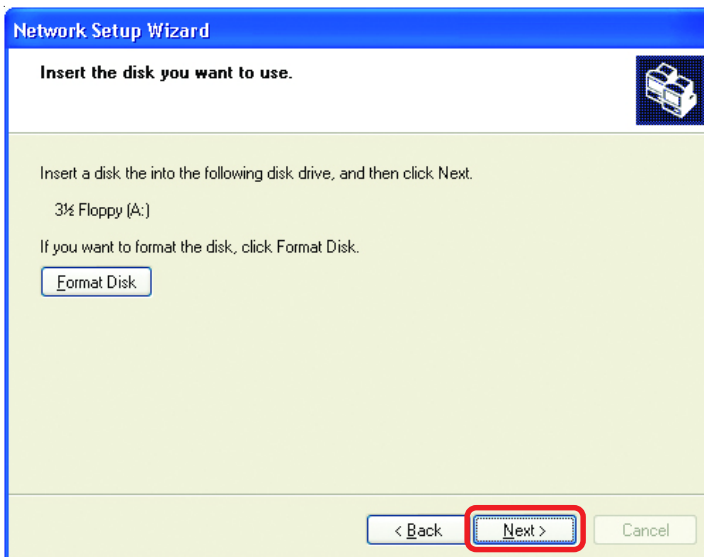 Network Setup Wizard
Insert the disk you want to use.
Insert a disk the into the following disk drive, and then click Next.
3½ Floppy (A:)
If you want to format the disk, click Format Disk.
Format Disk
< Back Next > Cancel